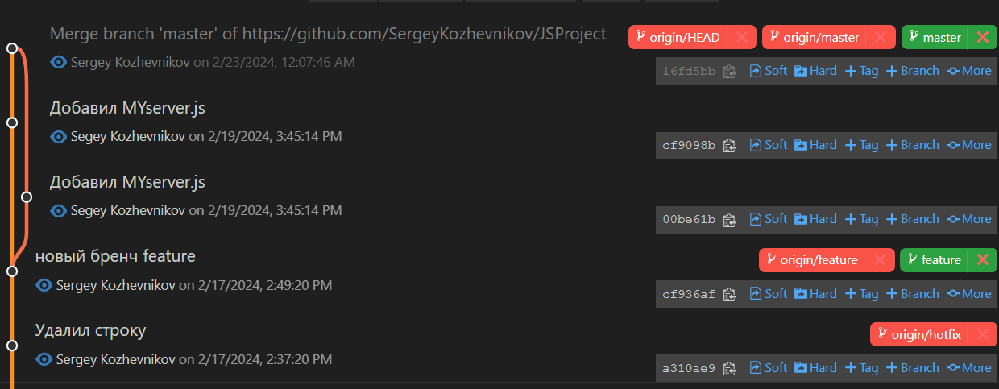 Merge branch 'master' of https://github.com/SergeyKozhevnikov/JSProject origin/HEAD origin/master master
Sergey Kozhevnikov on 2/23/2024, 12:07:46 AM
16fd5bb Soft Hard Tag Branch More
Добавил MYserver.js
Segey Kozhevnikov on 2/19/2024, 3:45:14 PM
cf9098b Soft Hard Tag Branch More
Добавил MYserver.js
Segey Kozhevnikov on 2/19/2024, 3:45:14 PM
00be61b Soft Hard Tag Branch More
новый бренч feature origin/feature feature
Sergey Kozhevnikov on 2/17/2024, 2:49:20 PM
cf936af Soft Hard Tag Branch More
Удалил строку origin/hotfix
Sergey Kozhevnikov on 2/17/2024, 2:37:20 PM
a310ae9 Soft Hard Tag Branch More